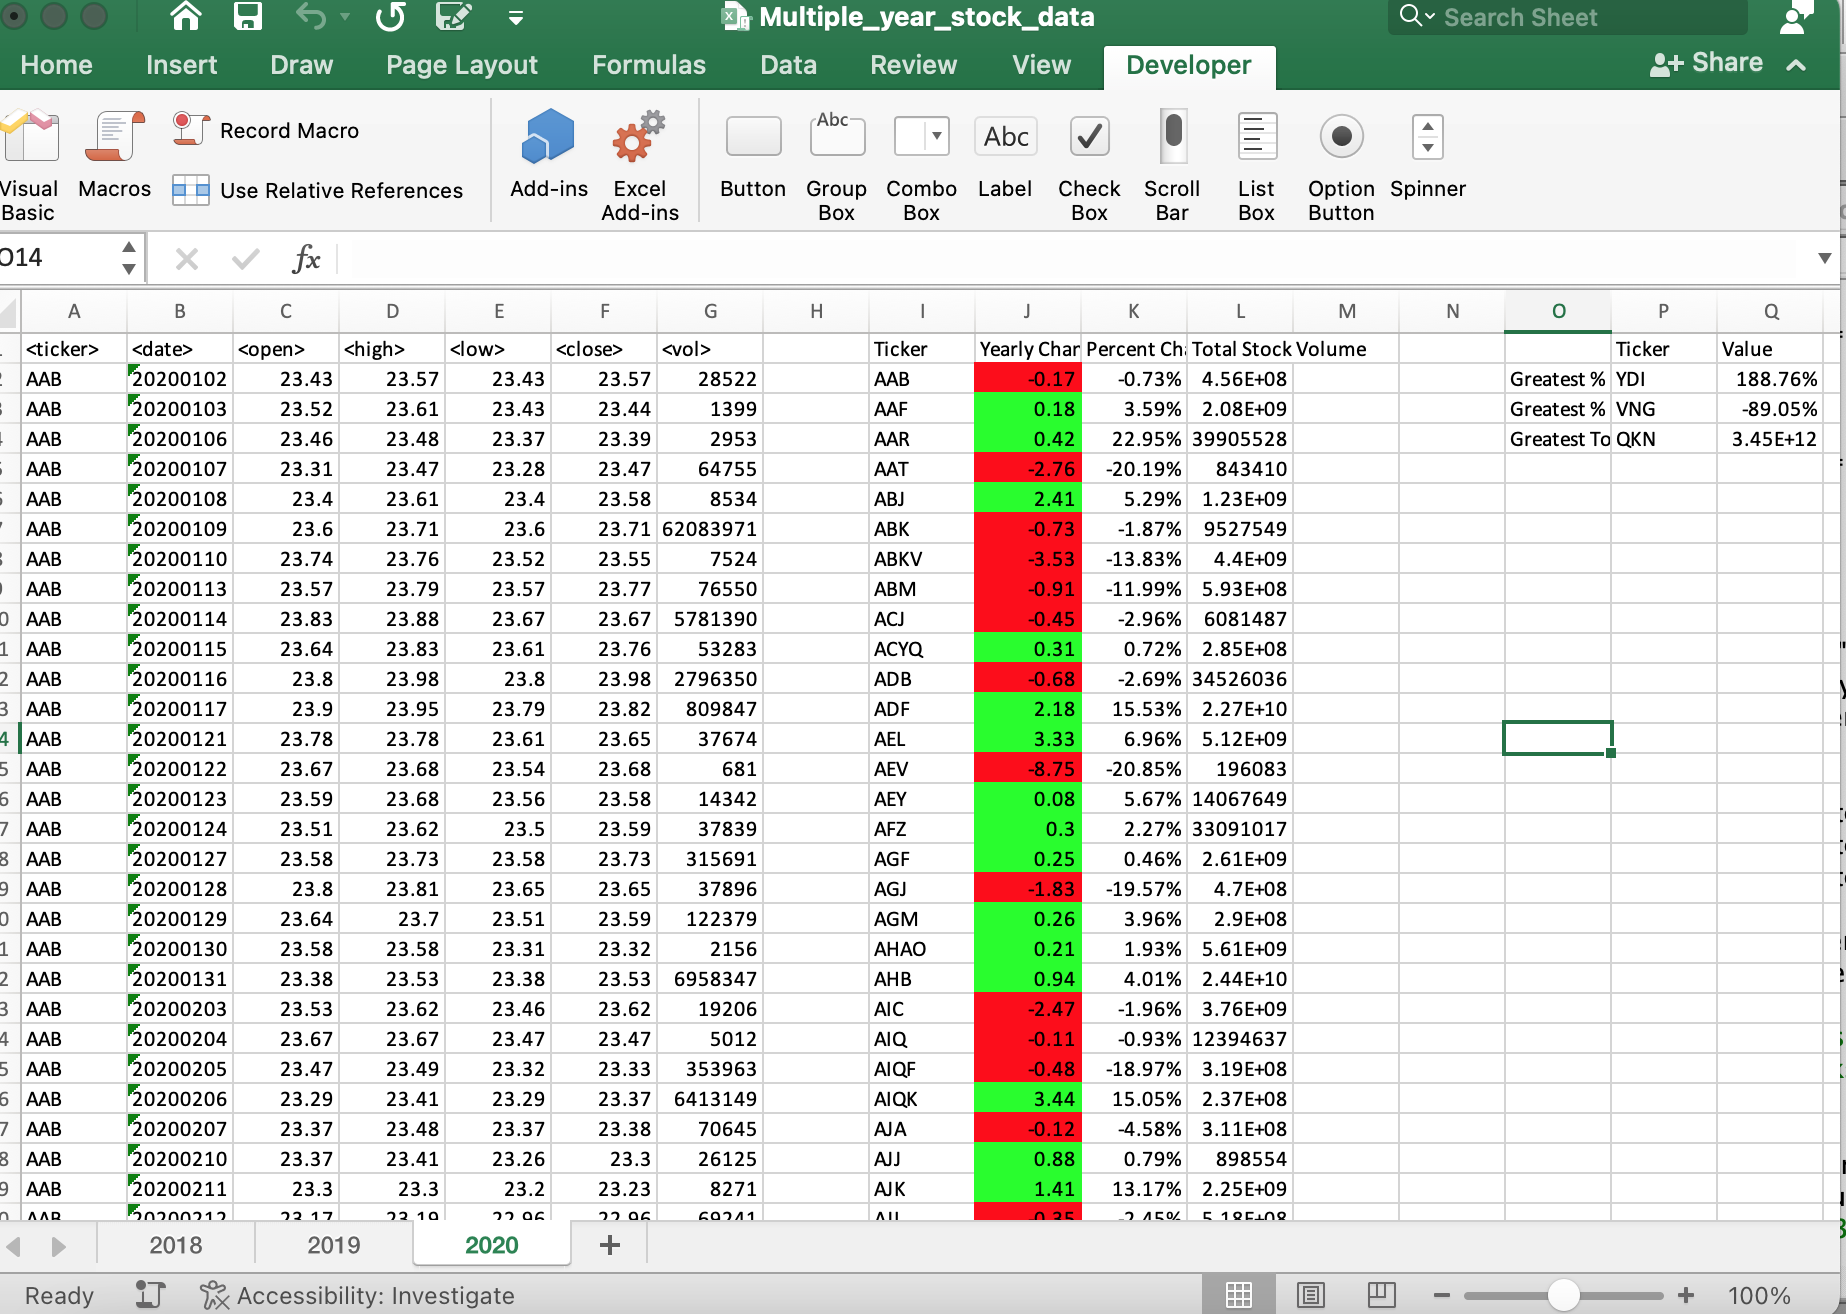 Multiple_year_stock_data
Search Sheet
Home Insert Draw Page Layout Formulas Data Review View Developer Share
Visual Basic
Macros
Record Macro
Use Relative References
Add-ins
Excel Add-ins
Button
Abc
Group Box
Combo Box
Abc
Label
Check Box
Scroll Bar
List Box
Option Button
Spinner
O14 fx
A B C D E F G H I J K L M N O P Q
<ticker> <date> <open> <high> <low> <close> <vol> Ticker Yearly Chan Percent Ch Total Stock Volume Ticker Value
AAB 20200102 23.43 23.57 23.43 23.57 28522 AAB -0.17 -0.73% 4.56E+08 Greatest % YDI 188.76%
AAB 20200103 23.52 23.61 23.43 23.44 1399 AAF 0.18 3.59% 2.08E+09 Greatest % VNG -89.05%
AAB 20200106 23.46 23.48 23.37 23.39 2953 AAR 0.42 22.95% 39905528 Greatest To QKN 3.45E+12
AAB 20200107 23.31 23.47 23.28 23.47 64755 AAT -2.76 -20.19% 843410
AAB 20200108 23.4 23.61 23.4 23.58 8534 ABJ 2.41 5.29% 1.23E+09
AAB 20200109 23.6 23.71 23.6 23.71 62083971 ABK -0.73 -1.87% 9527549
AAB 20200110 23.74 23.76 23.52 23.55 7524 ABKV -3.53 -13.83% 4.4E+09
AAB 20200113 23.57 23.79 23.57 23.77 76550 ABM -0.91 -11.99% 5.93E+08
AAB 20200114 23.83 23.88 23.67 23.67 5781390 ACJ -0.45 -2.96% 6081487
AAB 20200115 23.64 23.83 23.61 23.76 53283 ACYQ 0.31 0.72% 2.85E+08
AAB 20200116 23.8 23.98 23.8 23.98 2796350 ADB -0.68 -2.69% 34526036
AAB 20200117 23.9 23.95 23.79 23.82 809847 ADF 2.18 15.53% 2.27E+10
AAB 20200121 23.78 23.78 23.61 23.65 37674 AEL 3.33 6.96% 5.12E+09
AAB 20200122 23.67 23.68 23.54 23.68 681 AEV -8.75 -20.85% 196083
AAB 20200123 23.59 23.68 23.56 23.58 14342 AEY 0.08 5.67% 14067649
AAB 20200124 23.51 23.62 23.5 23.59 37839 AFZ 0.3 2.27% 33091017
AAB 20200127 23.58 23.73 23.58 23.73 315691 AGF 0.25 0.46% 2.61E+09
AAB 20200128 23.8 23.81 23.65 23.65 37896 AGJ -1.83 -19.57% 4.7E+08
AAB 20200129 23.64 23.7 23.51 23.59 122379 AGM 0.26 3.96% 2.9E+08
AAB 20200130 23.58 23.58 23.31 23.32 2156 AHAO 0.21 1.93% 5.61E+09
AAB 20200131 23.38 23.53 23.38 23.53 6958347 AHB 0.94 4.01% 2.44E+10
AAB 20200203 23.53 23.62 23.46 23.62 19206 AIC -2.47 -1.96% 3.76E+09
AAB 20200204 23.67 23.67 23.47 23.47 5012 AIQ -0.11 -0.93% 12394637
AAB 20200205 23.47 23.49 23.32 23.33 353963 AIQF -0.48 -18.97% 3.19E+08
AAB 20200206 23.29 23.41 23.29 23.37 6413149 AIQK 3.44 15.05% 2.37E+08
AAB 20200207 23.37 23.48 23.37 23.38 70645 AJA -0.12 -4.58% 3.11E+08
AAB 20200210 23.37 23.41 23.26 23.3 26125 AJJ 0.88 0.79% 898554
AAB 20200211 23.3 23.3 23.2 23.23 8271 AJK 1.41 13.17% 2.25E+09
AAB 20200212 23.17 23.19 22.96 22.96 69241 -0.35 -2.45% 5.18E+08
2018 2019 2020
Ready Accessibility: Investigate 100%